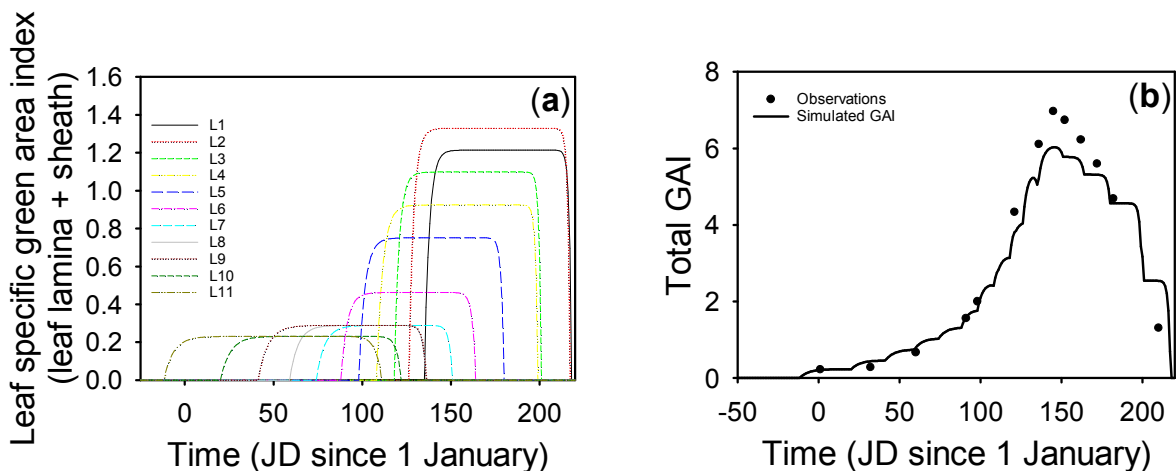 Leaf specific green area index
(leaf lamina + sheath)
1.6
1.4
1.2
1.0
0.8
0.6
0.4
0.2
0.0
(a)
L1
L2
L3
L4
L5
L6
L7
L8
L9
L10
L11
0
50
100
150
200
Time (JD since 1 January)
Total GAI
8
6
4
2
0
(b)
Observations
Simulated GAI
-50
0
50
100
150
200
Time (JD since 1 January)